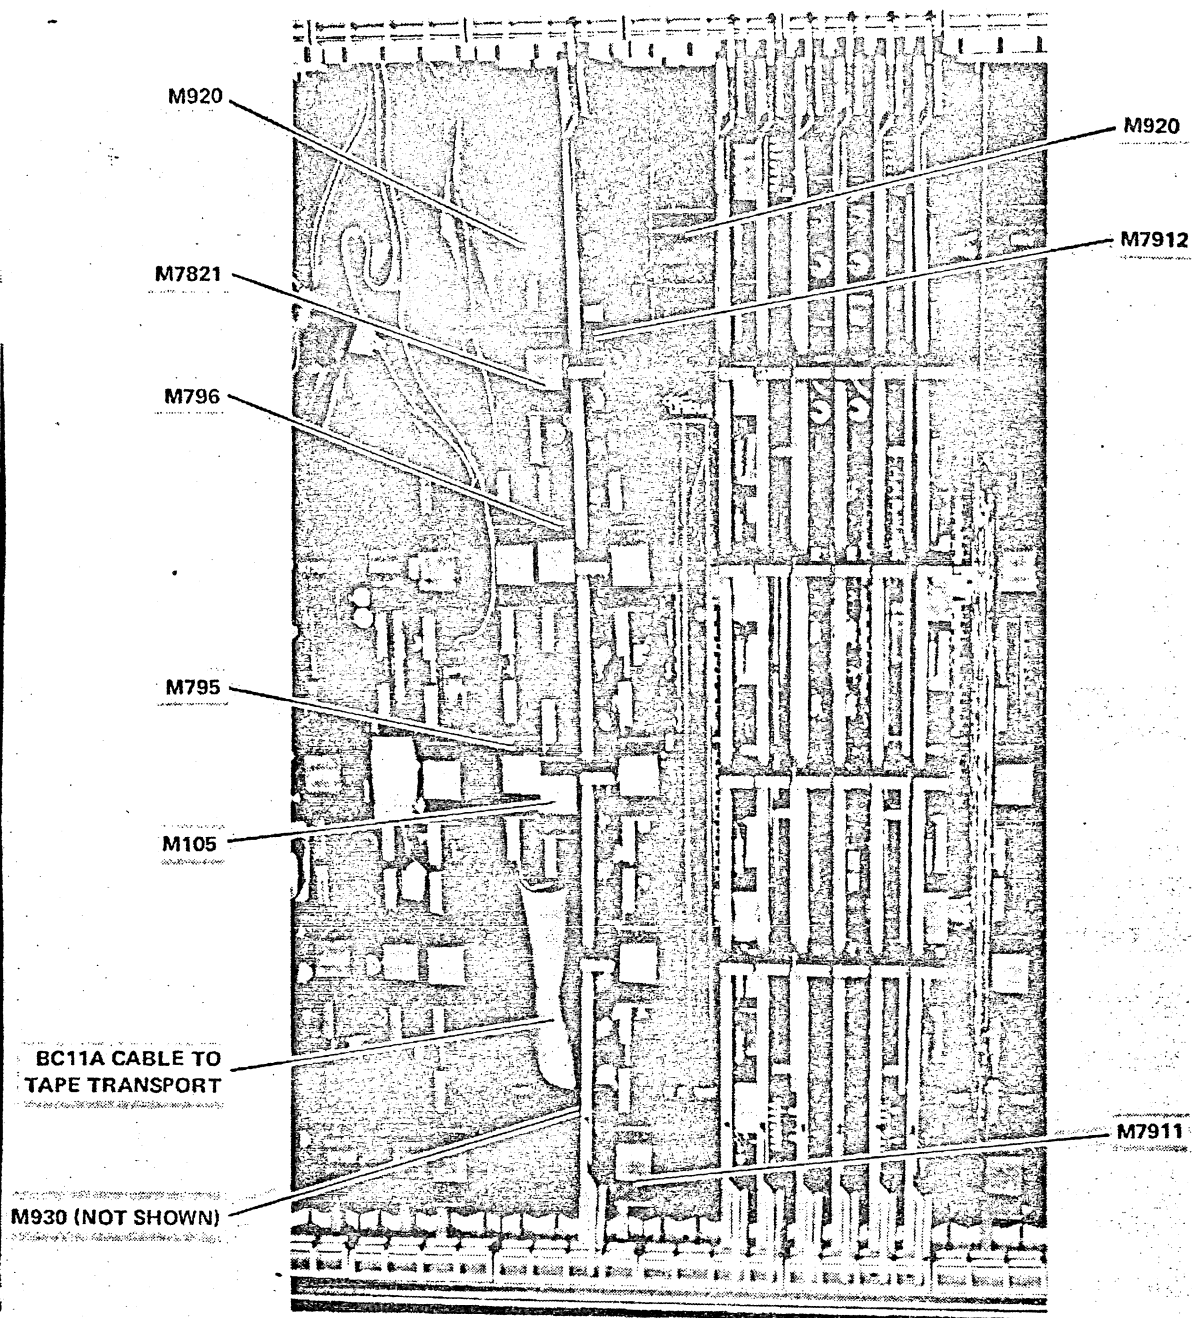 M920
M920
M7912
M7821
M796
M795
M105
BC11A CABLE TO
TAPE TRANSPORT
M7911
M930 (NOT SHOWN)